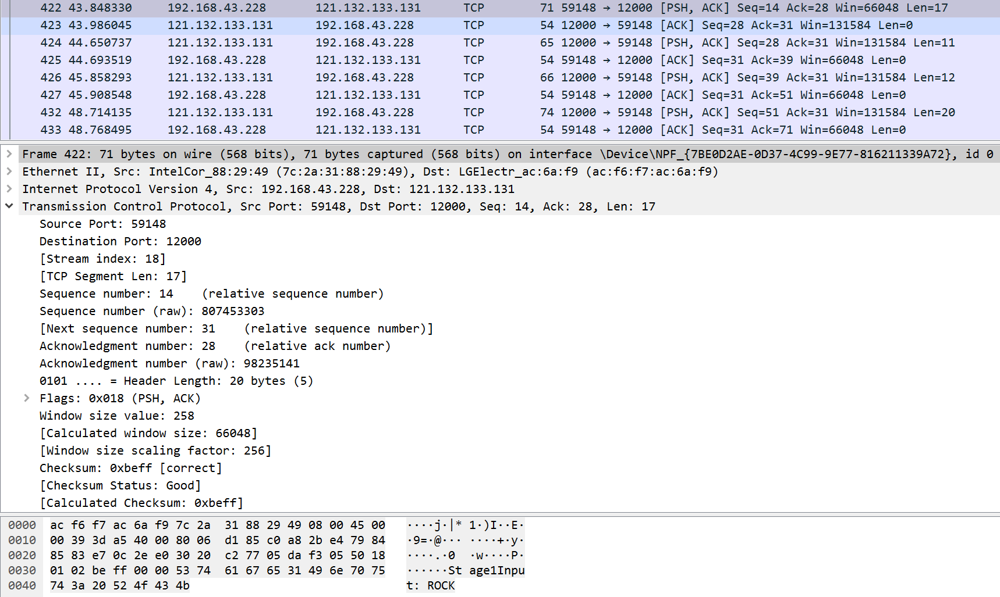 422 43.848330 192.168.43.228 121.132.133.131 TCP 71 59148 → 12000 [PSH, ACK] Seq=14 Ack=28 Win=66048 Len=17
423 43.986045 121.132.133.131 192.168.43.228 TCP 54 12000 → 59148 [ACK] Seq=28 Ack=31 Win=131584 Len=0
424 44.650737 121.132.133.131 192.168.43.228 TCP 65 12000 → 59148 [PSH, ACK] Seq=28 Ack=31 Win=131584 Len=11
425 44.693519 192.168.43.228 121.132.133.131 TCP 54 59148 → 12000 [ACK] Seq=31 Ack=39 Win=66048 Len=0
426 45.858293 121.132.133.131 192.168.43.228 TCP 66 12000 → 59148 [PSH, ACK] Seq=39 Ack=31 Win=131584 Len=12
427 45.908548 192.168.43.228 121.132.133.131 TCP 54 59148 → 12000 [ACK] Seq=31 Ack=51 Win=66048 Len=0
432 48.714135 121.132.133.131 192.168.43.228 TCP 74 12000 → 59148 [PSH, ACK] Seq=51 Ack=31 Win=131584 Len=20
433 48.768495 192.168.43.228 121.132.133.131 TCP 54 59148 → 12000 [ACK] Seq=31 Ack=71 Win=66048 Len=0
Frame 422: 71 bytes on wire (568 bits), 71 bytes captured (568 bits) on interface \Device\NPF_{7BE0D2AE-0D37-4C99-9E77-816211339A72}, id 0
Ethernet II, Src: IntelCor_88:29:49 (7c:2a:31:88:29:49), Dst: LGElectr_ac:6a:f9 (ac:f6:f7:ac:6a:f9)
Internet Protocol Version 4, Src: 192.168.43.228, Dst: 121.132.133.131
Transmission Control Protocol, Src Port: 59148, Dst Port: 12000, Seq: 14, Ack: 28, Len: 17
Source Port: 59148
Destination Port: 12000
[Stream index: 18]
[TCP Segment Len: 17]
Sequence number: 14 (relative sequence number)
Sequence number (raw): 807453303
[Next sequence number: 31 (relative sequence number)]
Acknowledgment number: 28 (relative ack number)
Acknowledgment number (raw): 98235141
0101 .... = Header Length: 20 bytes (5)
Flags: 0x018 (PSH, ACK)
Window size value: 258
[Calculated window size: 66048]
[Window size scaling factor: 256]
Checksum: 0xbeff [correct]
[Checksum Status: Good]
[Calculated Checksum: 0xbeff]
0000 ac f6 f7 ac 6a f9 7c 2a 31 88 29 49 08 00 45 00 ····j·|* 1·)I··E·
0010 00 39 3d a5 40 00 80 06 d1 85 c0 a8 2b e4 79 84 ·9=·@··· ····+·y·
0020 85 83 e7 0c 2e e0 30 20 c2 77 05 da f3 05 50 18 ····.·0 ·w····P·
0030 01 02 be ff 00 00 53 74 61 67 65 31 49 6e 70 75 ······St age1Inpu
0040 74 3a 20 52 4f 43 4b t: ROCK